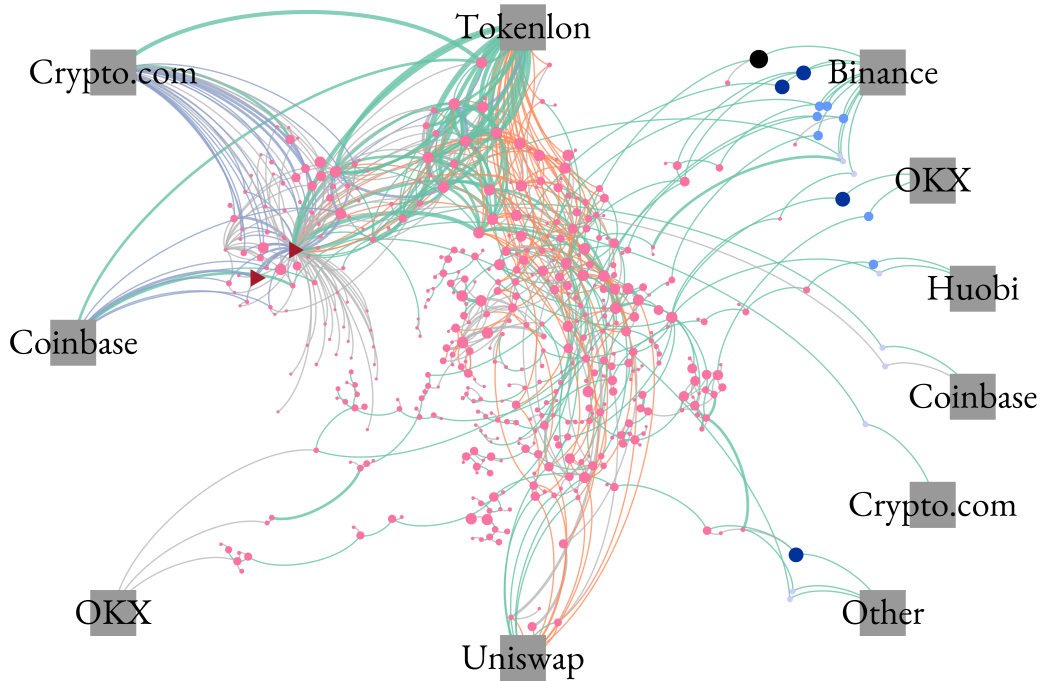 Tokenlon
Crypto.com
Binance
OKX
Huobi
Coinbase
Coinbase
Crypto.com
OKX
Other
Uniswap